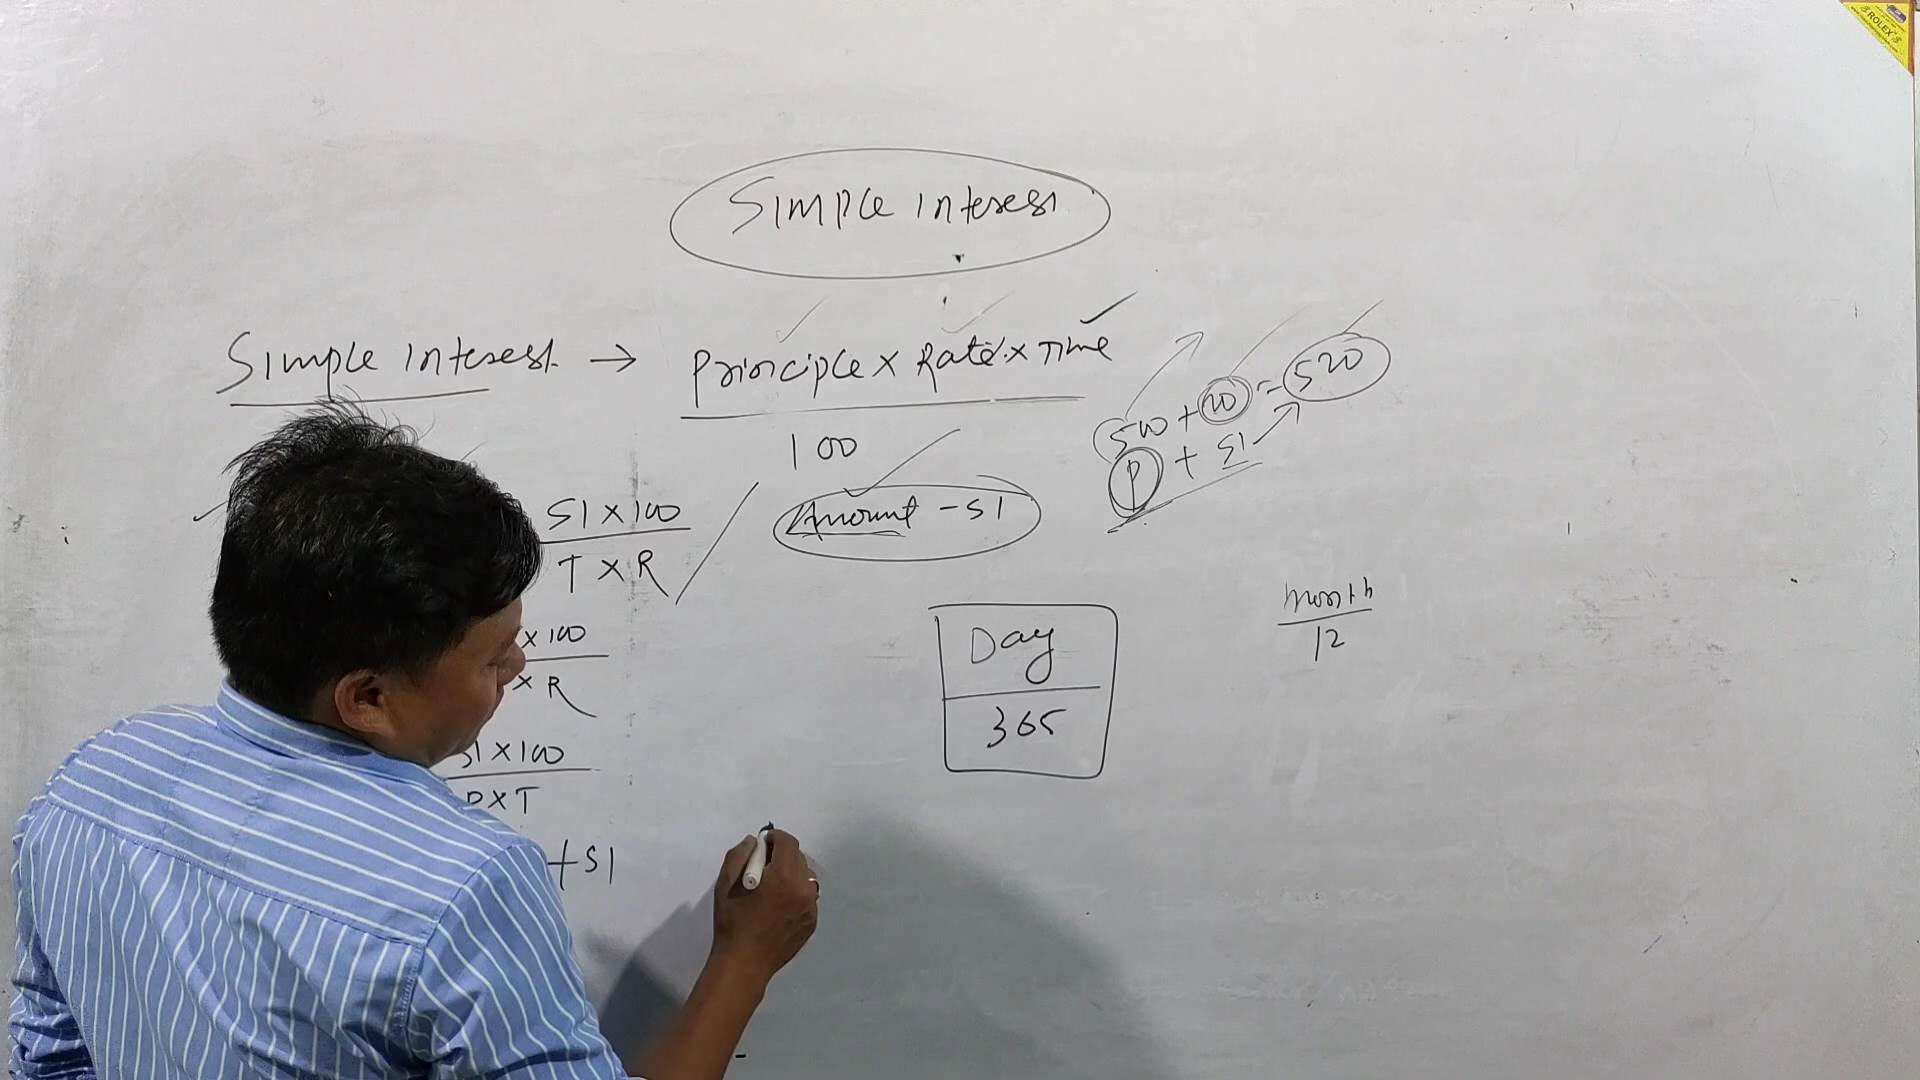 ROLEX
Simple interest
Simple interest → Principle x Rate x Time
100
500 + 20 = 520
P + SI
SI x 100
T x R
Amount - SI
x 100
x R
Day
365
month
12
SI x 100
P x T
+ SI